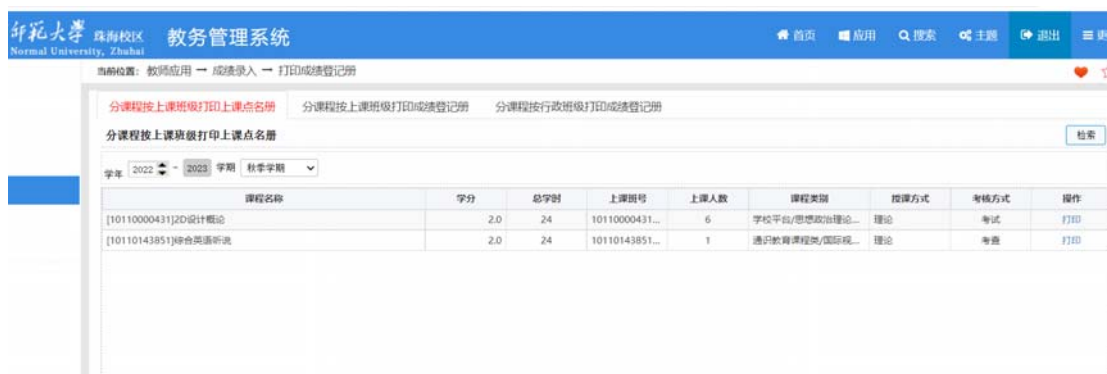 师范大学 珠海校区 教务管理系统 首页 应用 搜索 主题 退出
Normal University, Zhuhai
当前位置：教师应用 → 成绩录入 → 打印成绩登记册
分课程按上课班级打印上课点名册 分课程按上课班级打印成绩登记册 分课程按行政班级打印成绩登记册
分课程按上课班级打印上课点名册 检索
学年 2022 - 2023 学期 秋季学期
课程名称 学分 总学时 上课班号 上课人数 课程类别 授课方式 考核方式 操作
[10110000431]2D设计概论 2.0 24 10110000431... 6 学校平台/思想政治理论... 理论 考试 打印
[10110143851]综合英语听说 2.0 24 10110143851... 1 通识教育课程类/国际视... 理论 考查 打印